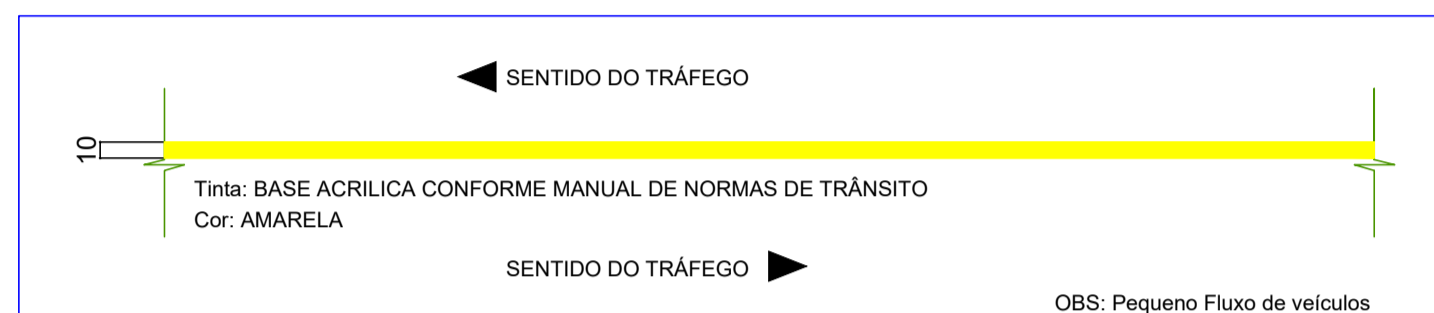 SENTIDO DO TRÁFEGO
10
Tinta: BASE ACRILICA CONFORME MANUAL DE NORMAS DE TRÂNSITO
Cor: AMARELA
SENTIDO DO TRÁFEGO
OBS: Pequeno Fluxo de veículos